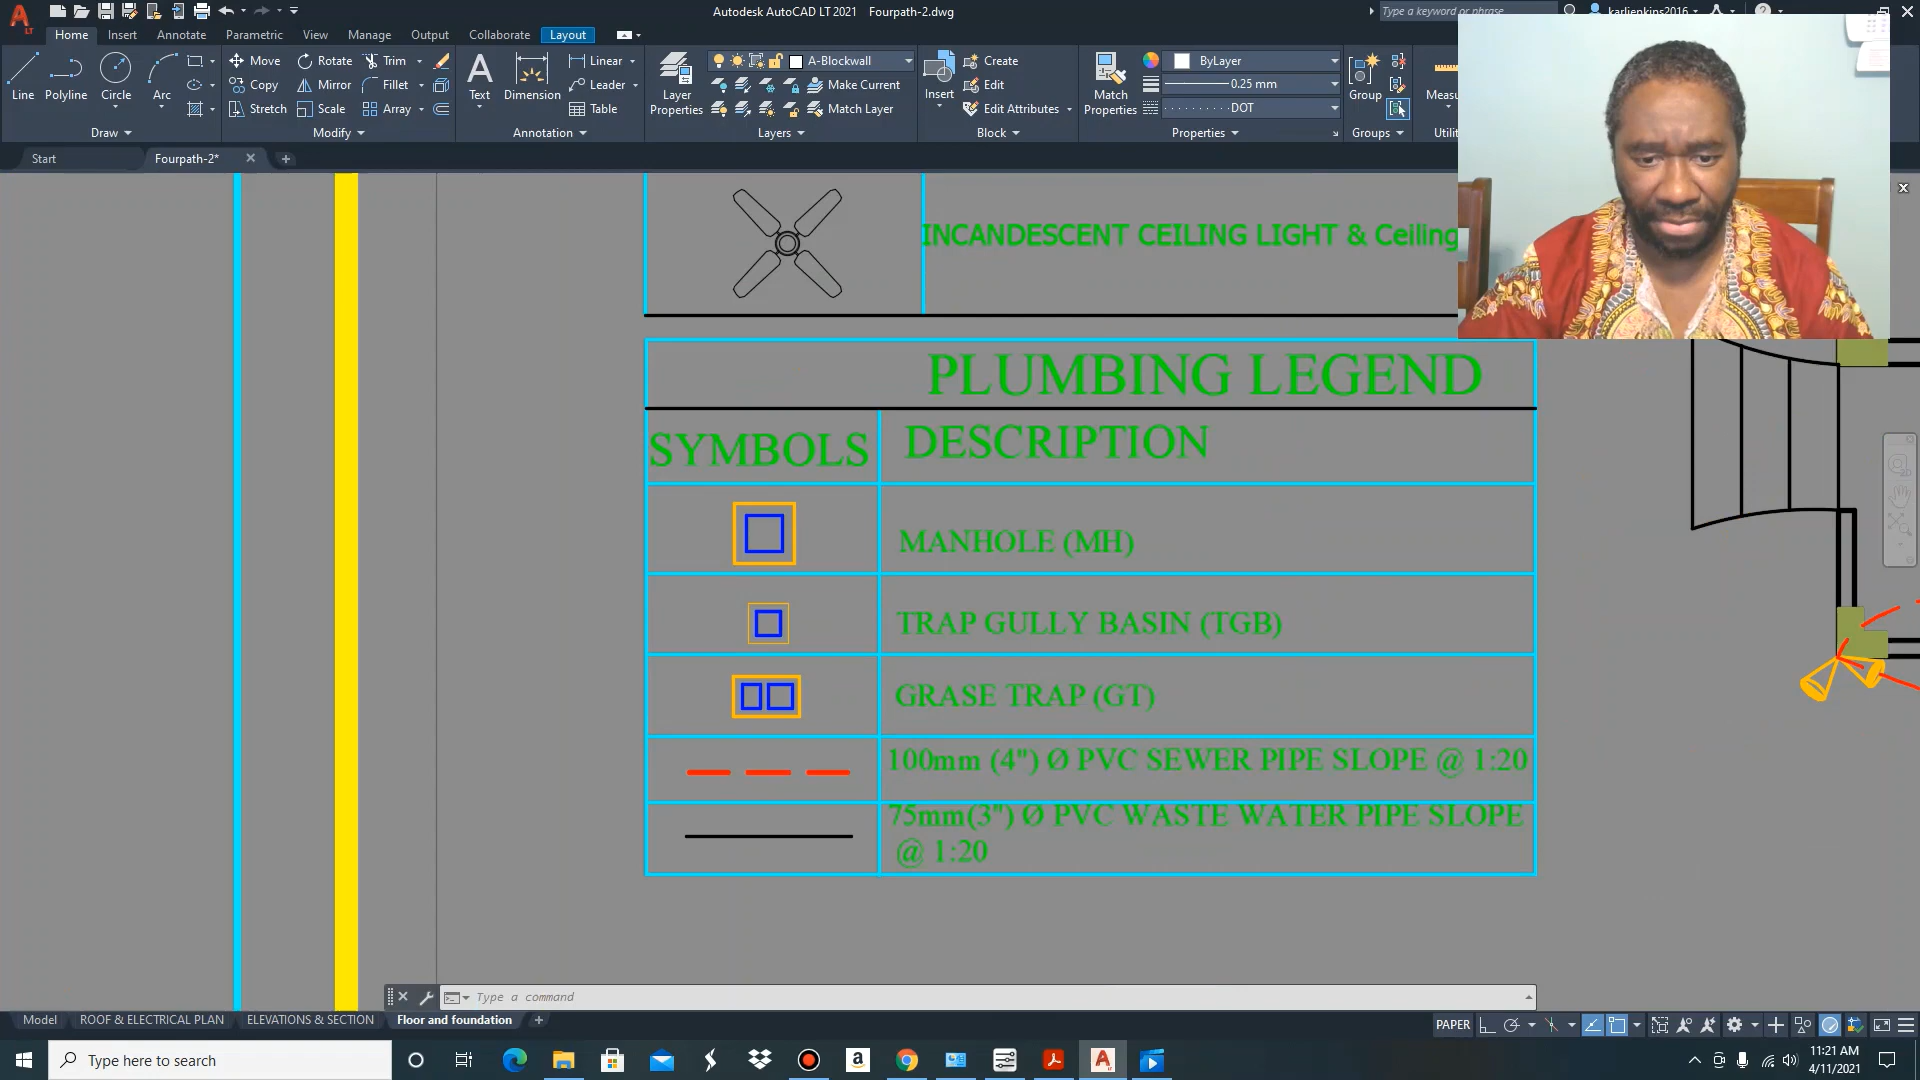 Autodesk AutoCAD LT 2021 Fourpath-2.dwg
Type a keyword or phrase
karljenkins2016
Home Insert Annotate Parametric View Manage Output Collaborate Layout
Line
Polyline
Circle
Arc
Draw
Move
Rotate
Trim
Copy
Mirror
Fillet
Stretch
Scale
Array
Modify
Text
Dimension
Linear
Leader
Table
Annotation
Layer
Properties
A-Blockwall
Make Current
Match Layer
Layers
Insert
Create
Edit
Edit Attributes
Block
Match
Properties
ByLayer
0.25 mm
DOT
Properties
Group
Groups
Start
Fourpath-2*
INCANDESCENT CEILING LIGHT & Ceiling
PLUMBING LEGEND
SYMBOLS
DESCRIPTION
MANHOLE (MH)
TRAP GULLY BASIN (TGB)
GRASE TRAP (GT)
100mm (4") Ø PVC SEWER PIPE SLOPE @ 1:20
75mm(3") Ø PVC WASTE WATER PIPE SLOPE
@ 1:20
Type a command
Model
ROOF & ELECTRICAL PLAN
ELEVATIONS & SECTION
Floor and foundation
PAPER
Type here to search
11:21 AM
4/11/2021